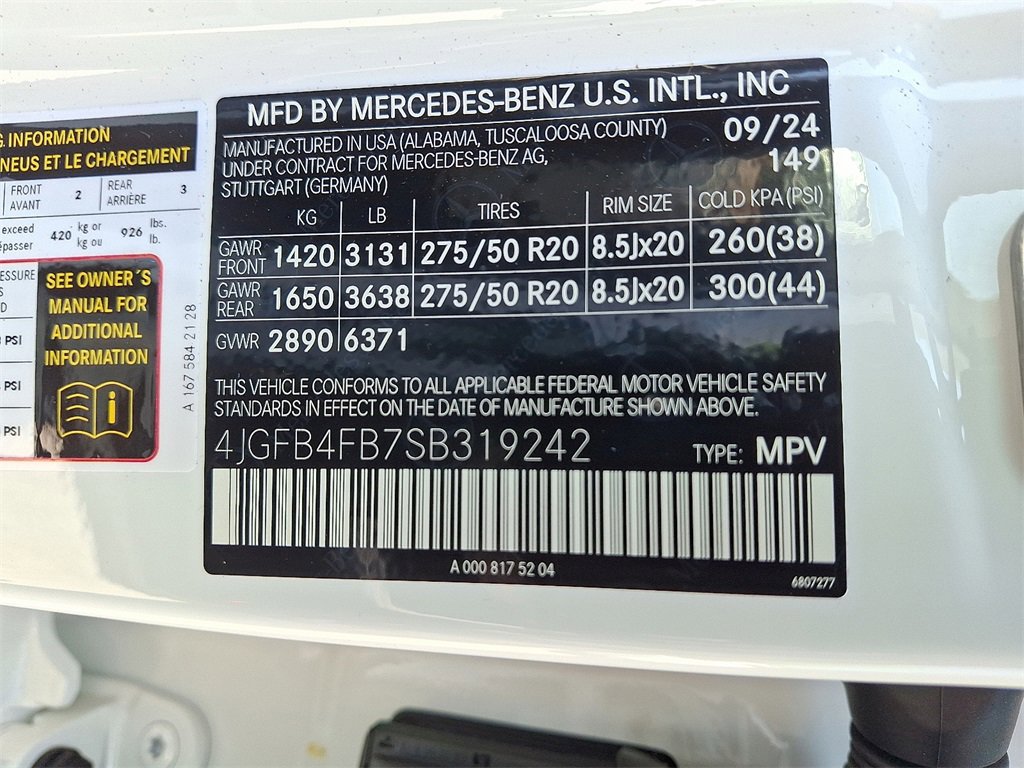 G INFORMATION
NEUS ET LE CHARGEMENT
FRONT 2 REAR 3
AVANT ARRIÈRE
exceed 420 kg or 926 lbs.
kg ou lb.
SEE OWNER´S
MANUAL FOR
ADDITIONAL
INFORMATION
PSI
PSI
PSI
A 167 584 21 28
MFD BY MERCEDES-BENZ U.S. INTL., INC
MANUFACTURED IN USA (ALABAMA, TUSCALOOSA COUNTY) 09/24
UNDER CONTRACT FOR MERCEDES-BENZ AG, 149
STUTTGART (GERMANY)
KG LB TIRES RIM SIZE COLD KPA (PSI)
GAWR FRONT 1420 3131 275/50 R20 8.5Jx20 260(38)
GAWR REAR 1650 3638 275/50 R20 8.5Jx20 300(44)
GVWR 2890 6371
THIS VEHICLE CONFORMS TO ALL APPLICABLE FEDERAL MOTOR VEHICLE SAFETY
STANDARDS IN EFFECT ON THE DATE OF MANUFACTURE SHOWN ABOVE.
4JGFB4FB7SB319242 TYPE: MPV
A 000 817 52 04
6807277